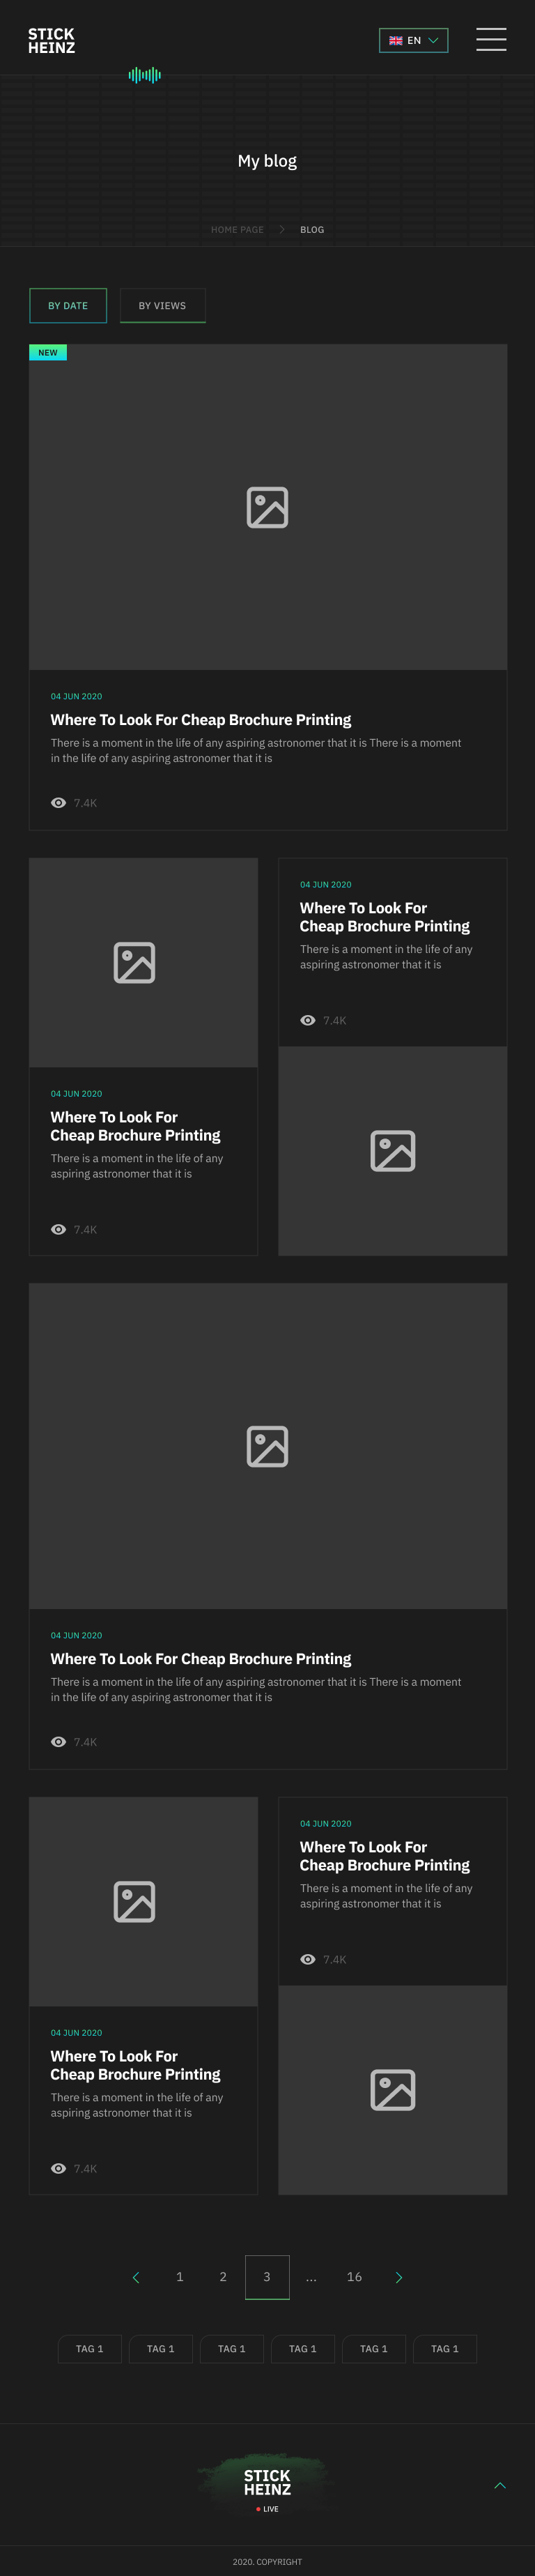 STICK
HEINZ
EN
My blog
HOME PAGE
BLOG
BY DATE
BY VIEWS
NEW
04 JUN 2020
Where To Look For Cheap Brochure Printing
There is a moment in the life of any aspiring astronomer that it is There is a moment
in the life of any aspiring astronomer that it is
7.4K
04 JUN 2020
Where To Look For
Cheap Brochure Printing
There is a moment in the life of any
aspiring astronomer that it is
7.4K
04 JUN 2020
Where To Look For
Cheap Brochure Printing
There is a moment in the life of any
aspiring astronomer that it is
7.4K
04 JUN 2020
Where To Look For Cheap Brochure Printing
There is a moment in the life of any aspiring astronomer that it is There is a moment
in the life of any aspiring astronomer that it is
7.4K
04 JUN 2020
Where To Look For
Cheap Brochure Printing
There is a moment in the life of any
aspiring astronomer that it is
7.4K
04 JUN 2020
Where To Look For
Cheap Brochure Printing
There is a moment in the life of any
aspiring astronomer that it is
7.4K
1 2 3 ... 16
TAG 1 TAG 1 TAG 1 TAG 1 TAG 1 TAG 1
STICK
HEINZ
LIVE
2020. COPYRIGHT